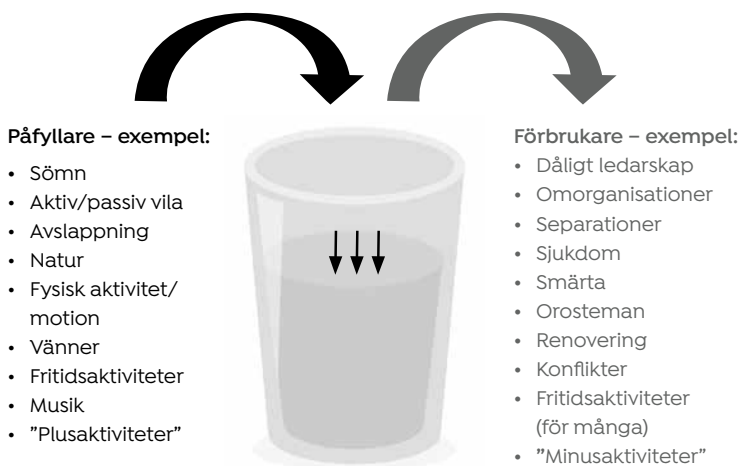 Påfyllare – exempel:
• Sömn
• Aktiv/passiv vila
• Avslappning
• Natur
• Fysisk aktivitet/
motion
• Vänner
• Fritidsaktiviteter
• Musik
• ”Plusaktiviteter”
Förbrukare – exempel:
• Dåligt ledarskap
• Omorganisationer
• Separationer
• Sjukdom
• Smärta
• Orosteman
• Renovering
• Konflikter
• Fritidsaktiviteter
(för många)
• ”Minusaktiviteter”